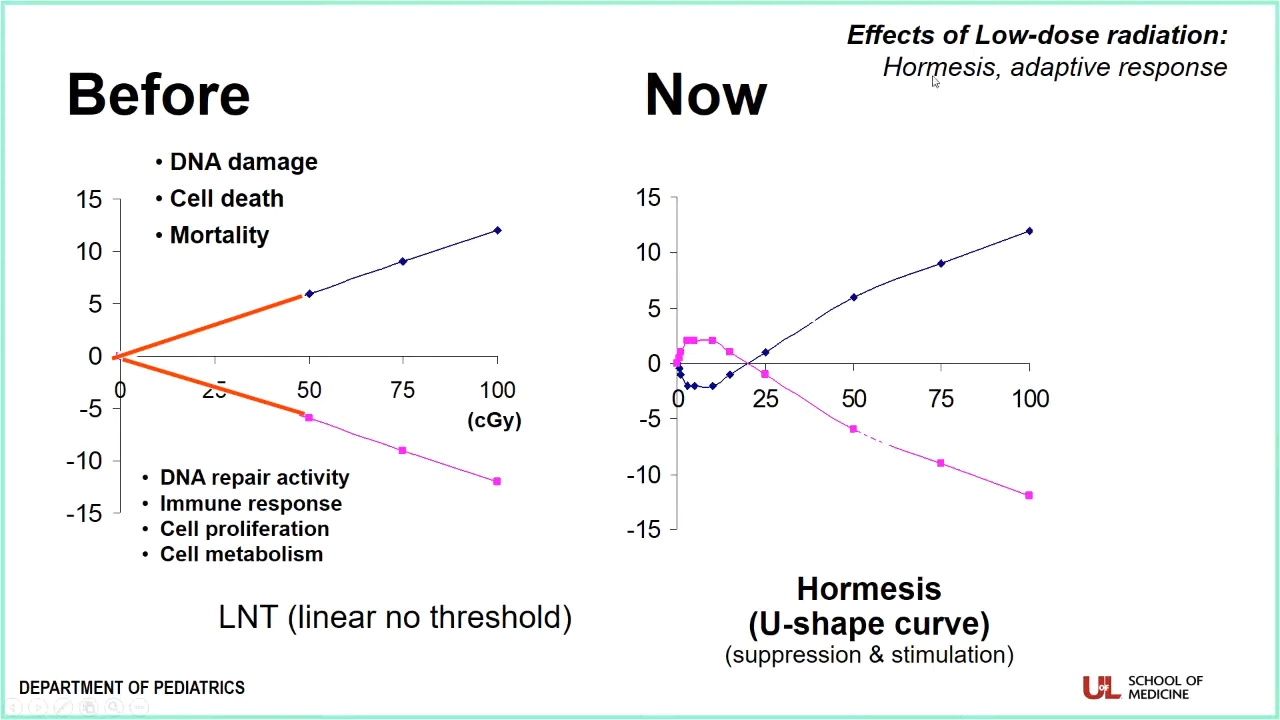 Effects of Low-dose radiation:
Hormesis, adaptive response
Before
• DNA damage
• Cell death
• Mortality
15
10
5
0
-5
-10
-15
0
25
50
75
100
(cGy)
• DNA repair activity
• Immune response
• Cell proliferation
• Cell metabolism
LNT (linear no threshold)
Now
15
10
5
0
-5
-10
-15
0
25
50
75
100
Hormesis
(U-shape curve)
(suppression & stimulation)
DEPARTMENT OF PEDIATRICS
UofL
SCHOOL OF
MEDICINE